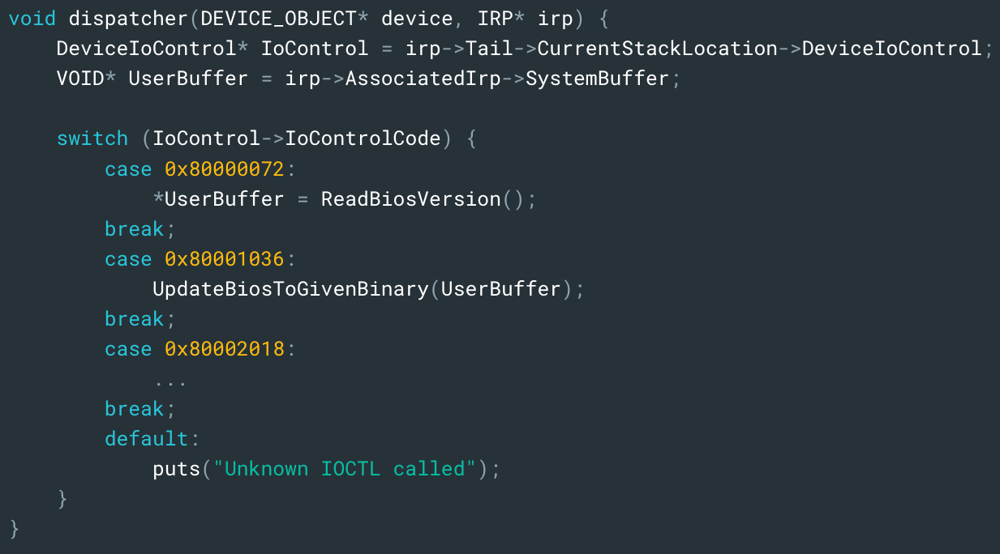 void dispatcher(DEVICE_OBJECT* device, IRP* irp) {
    DeviceIoControl* IoControl = irp->Tail->CurrentStackLocation->DeviceIoControl;
    VOID* UserBuffer = irp->AssociatedIrp->SystemBuffer;

    switch (IoControl->IoControlCode) {
        case 0x80000072:
            *UserBuffer = ReadBiosVersion();
        break;
        case 0x80001036:
            UpdateBiosToGivenBinary(UserBuffer);
        break;
        case 0x80002018:
            ...
        break;
        default:
            puts("Unknown IOCTL called");
    }
}